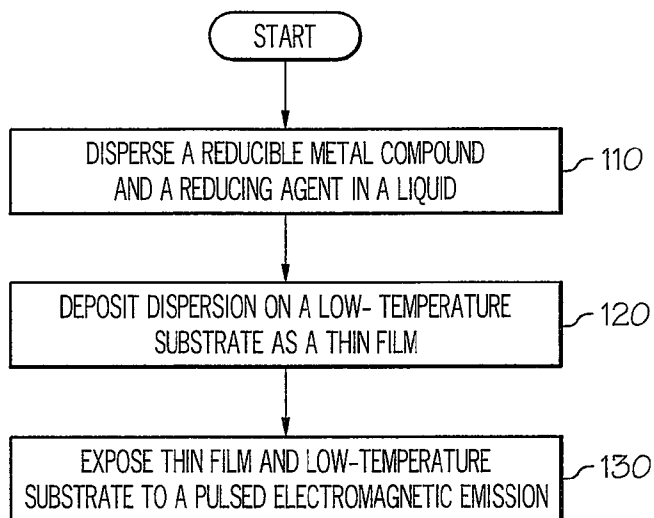 START
DISPERSE A REDUCIBLE METAL COMPOUND
AND A REDUCING AGENT IN A LIQUID
110
DEPOSIT DISPERSION ON A LOW- TEMPERATURE
SUBSTRATE AS A THIN FILM
120
EXPOSE THIN FILM AND LOW-TEMPERATURE
SUBSTRATE TO A PULSED ELECTROMAGNETIC EMISSION
130